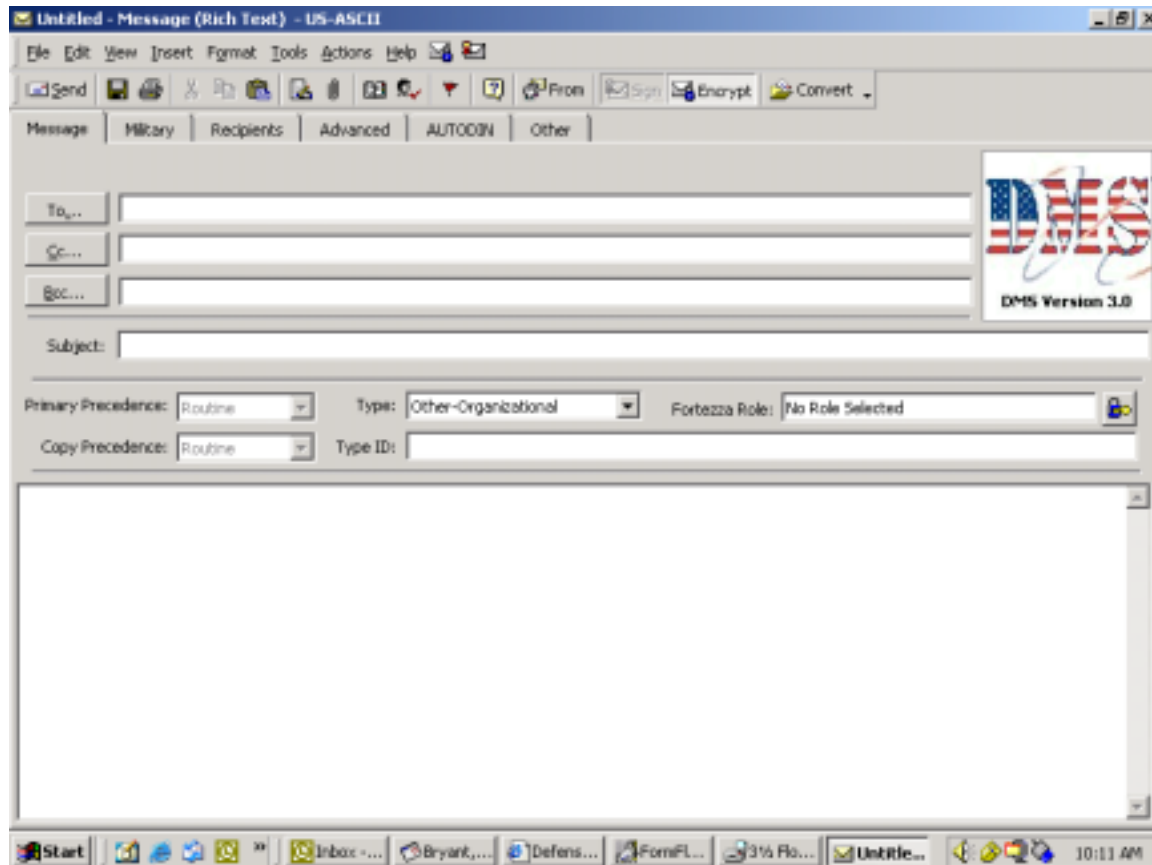 Untitled - Message (Rich Text) - US-ASCII
File Edit View Insert Format Tools Actions Help
Send From Sign Encrypt Convert
Message Military Recipients Advanced AUTODIN Other
To...
Cc...
Bcc...
DMS
DMS Version 3.0
Subject:
Primary Precedence: Routine Type: Other-Organizational Fortezza Role: No Role Selected
Copy Precedence: Routine Type ID:
Start Inbox -... Bryant,... Defens... FormFl... 3½ Flo... Untitle... 10:11 AM